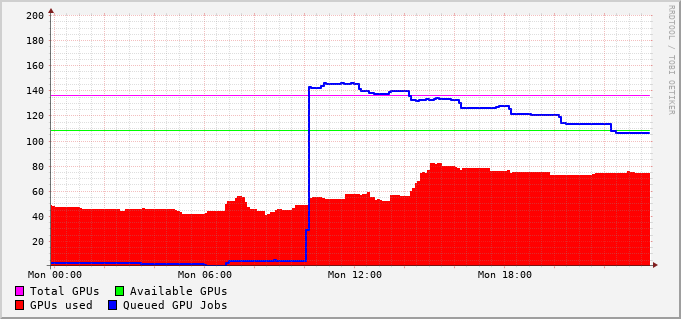 200
180
160
140
120
100
80
60
40
20
Mon 00:00 Mon 06:00 Mon 12:00 Mon 18:00
Total GPUs Available GPUs
GPUs used Queued GPU Jobs
RRDTOOL / TOBI OETIKER